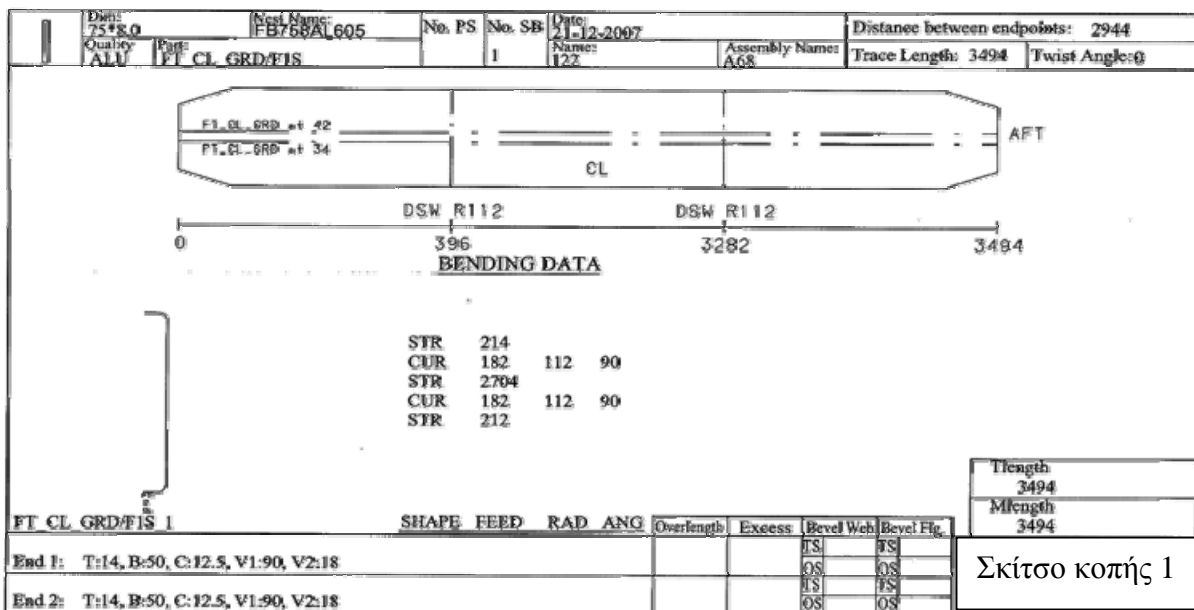 Dim: Nest Name: No. PS No. SB Date: Distance between endpoints: 2944
75*8.0 FB758AL605 21-12-2007
Quality Part: 1 Name: Assembly Name: Trace Length: 3494 Twist Angle:0
ALU FT_CL_GRD/F1S 122 A68
FT_CL_GRD at 42
AFT
FT_CL_GRD at 34
CL
DSW R112 DSW R112
0 396 3282 3494
BENDING DATA
STR 214
CUR 182 112 90
STR 2704
CUR 182 112 90
STR 212
Tlength
3494
Mlength
3494
FT_CL_GRD/F1S_1 SHAPE FEED RAD ANG Overlength Excess Bevel Web Bevel Flg.
TS TS
End 1: T:14, B:50, C:12.5, V1:90, V2:18
OS OS
TS TS
End 2: T:14, B:50, C:12.5, V1:90, V2:18
OS OS
Σκίτσο κοπής 1